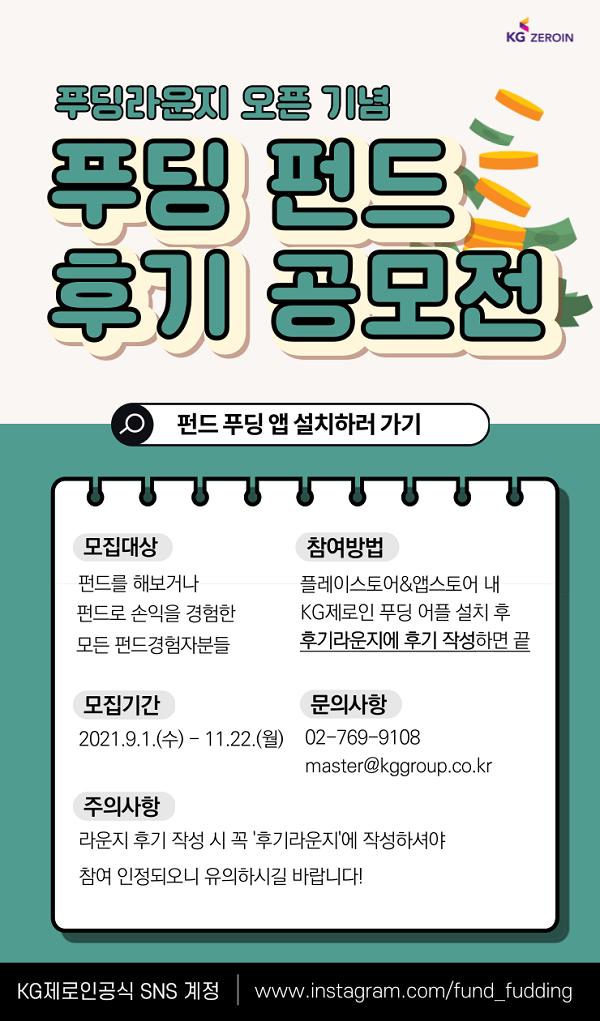 KG ZEROIN
푸딩라운지 오픈 기념
푸딩 펀드
후기 공모전
펀드 푸딩 앱 설치하러 가기
모집대상
펀드를 해보거나
펀드로 손익을 경험한
모든 펀드경험자분들
참여방법
플레이스토어&앱스토어 내
KG제로인 푸딩 어플 설치 후
후기라운지에 후기 작성하면 끝
모집기간
2021.9.1.(수) - 11.22.(월)
문의사항
02-769-9108
master@kggroup.co.kr
주의사항
라운지 후기 작성 시 꼭 '후기라운지'에 작성하셔야
참여 인정되오니 유의하시길 바랍니다!
KG제로인공식 SNS 계정 | www.instagram.com/fund_fudding